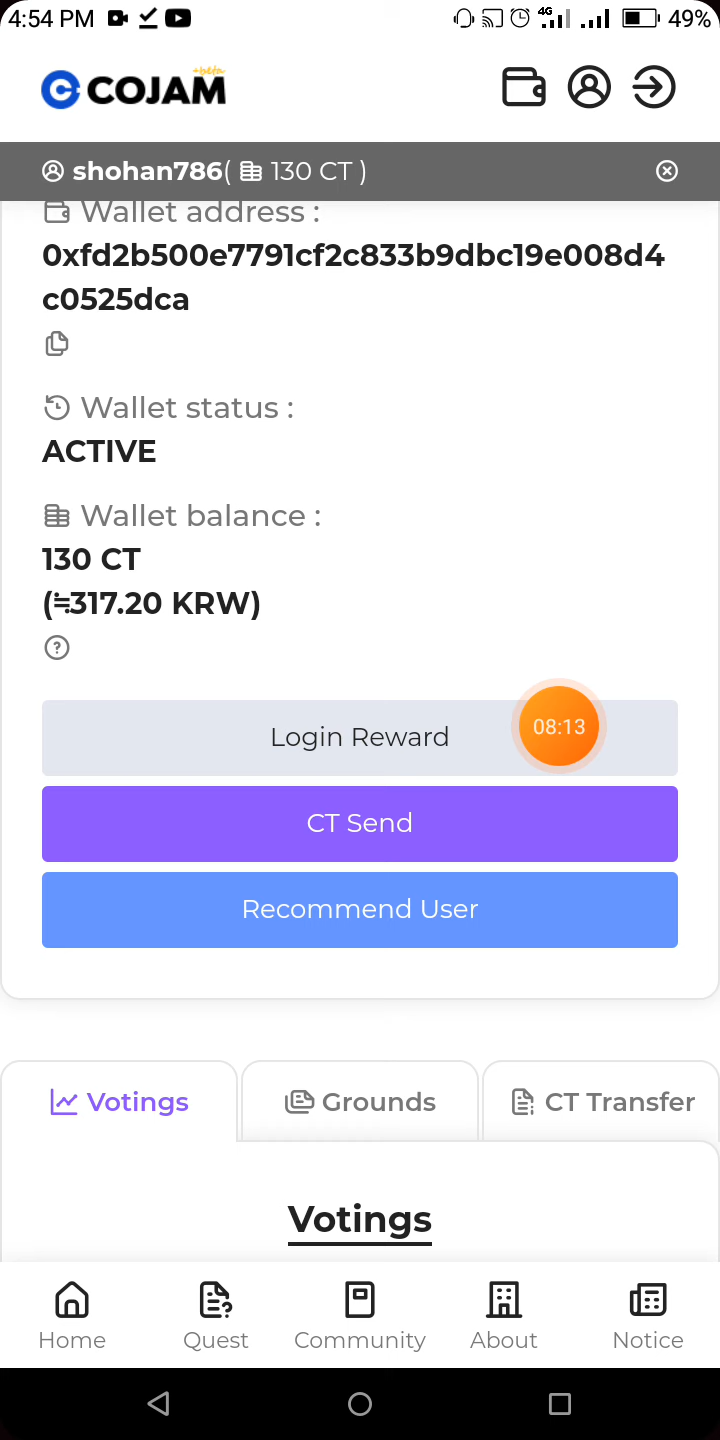 4:54 PM 4G 49%
+beta
COJAM
shohan786( 130 CT )
Wallet address :
0xfd2b500e7791cf2c833b9dbc19e008d4
c0525dca
Wallet status :
ACTIVE
Wallet balance :
130 CT
(≒317.20 KRW)
Login Reward
08:13
CT Send
Recommend User
Votings Grounds CT Transfer
Votings
Home Quest Community About Notice